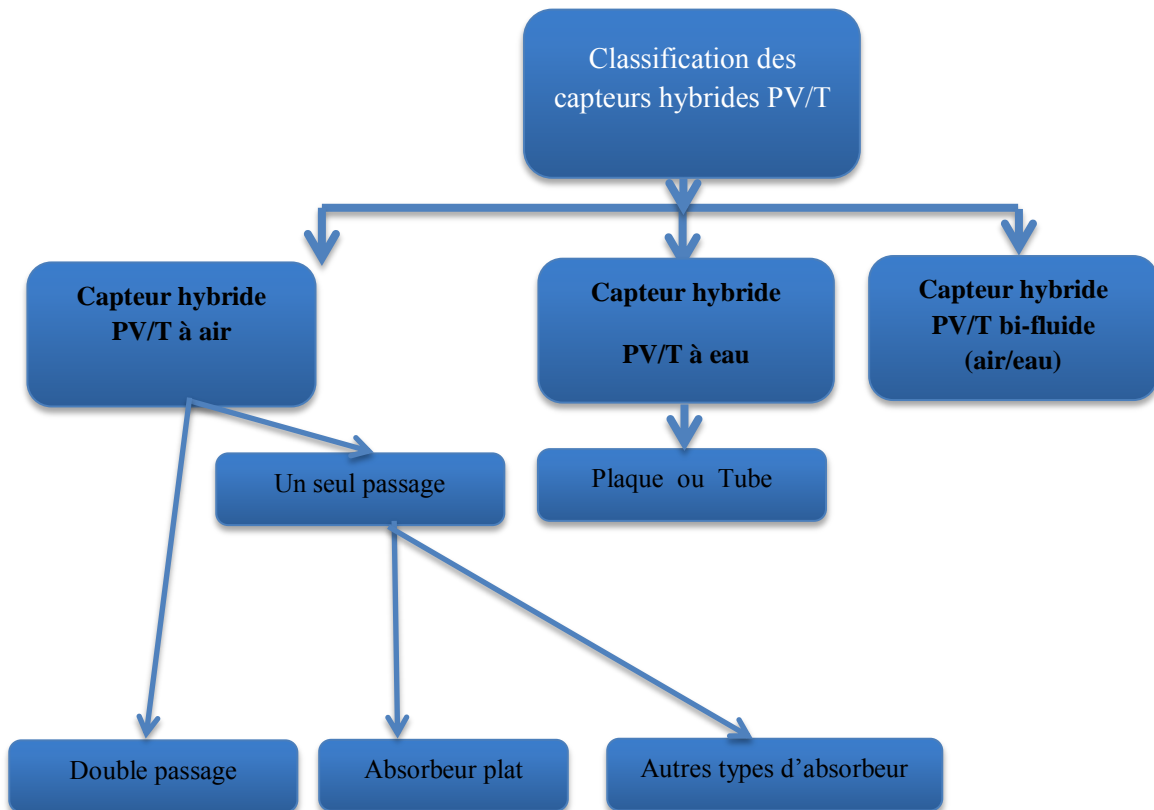 Classification des
capteurs hybrides PV/T
Capteur hybride
PV/T à air
Capteur hybride
PV/T à eau
Capteur hybride
PV/T bi-fluide
(air/eau)
Un seul passage
Plaque ou Tube
Double passage
Absorbeur plat
Autres types d’absorbeur